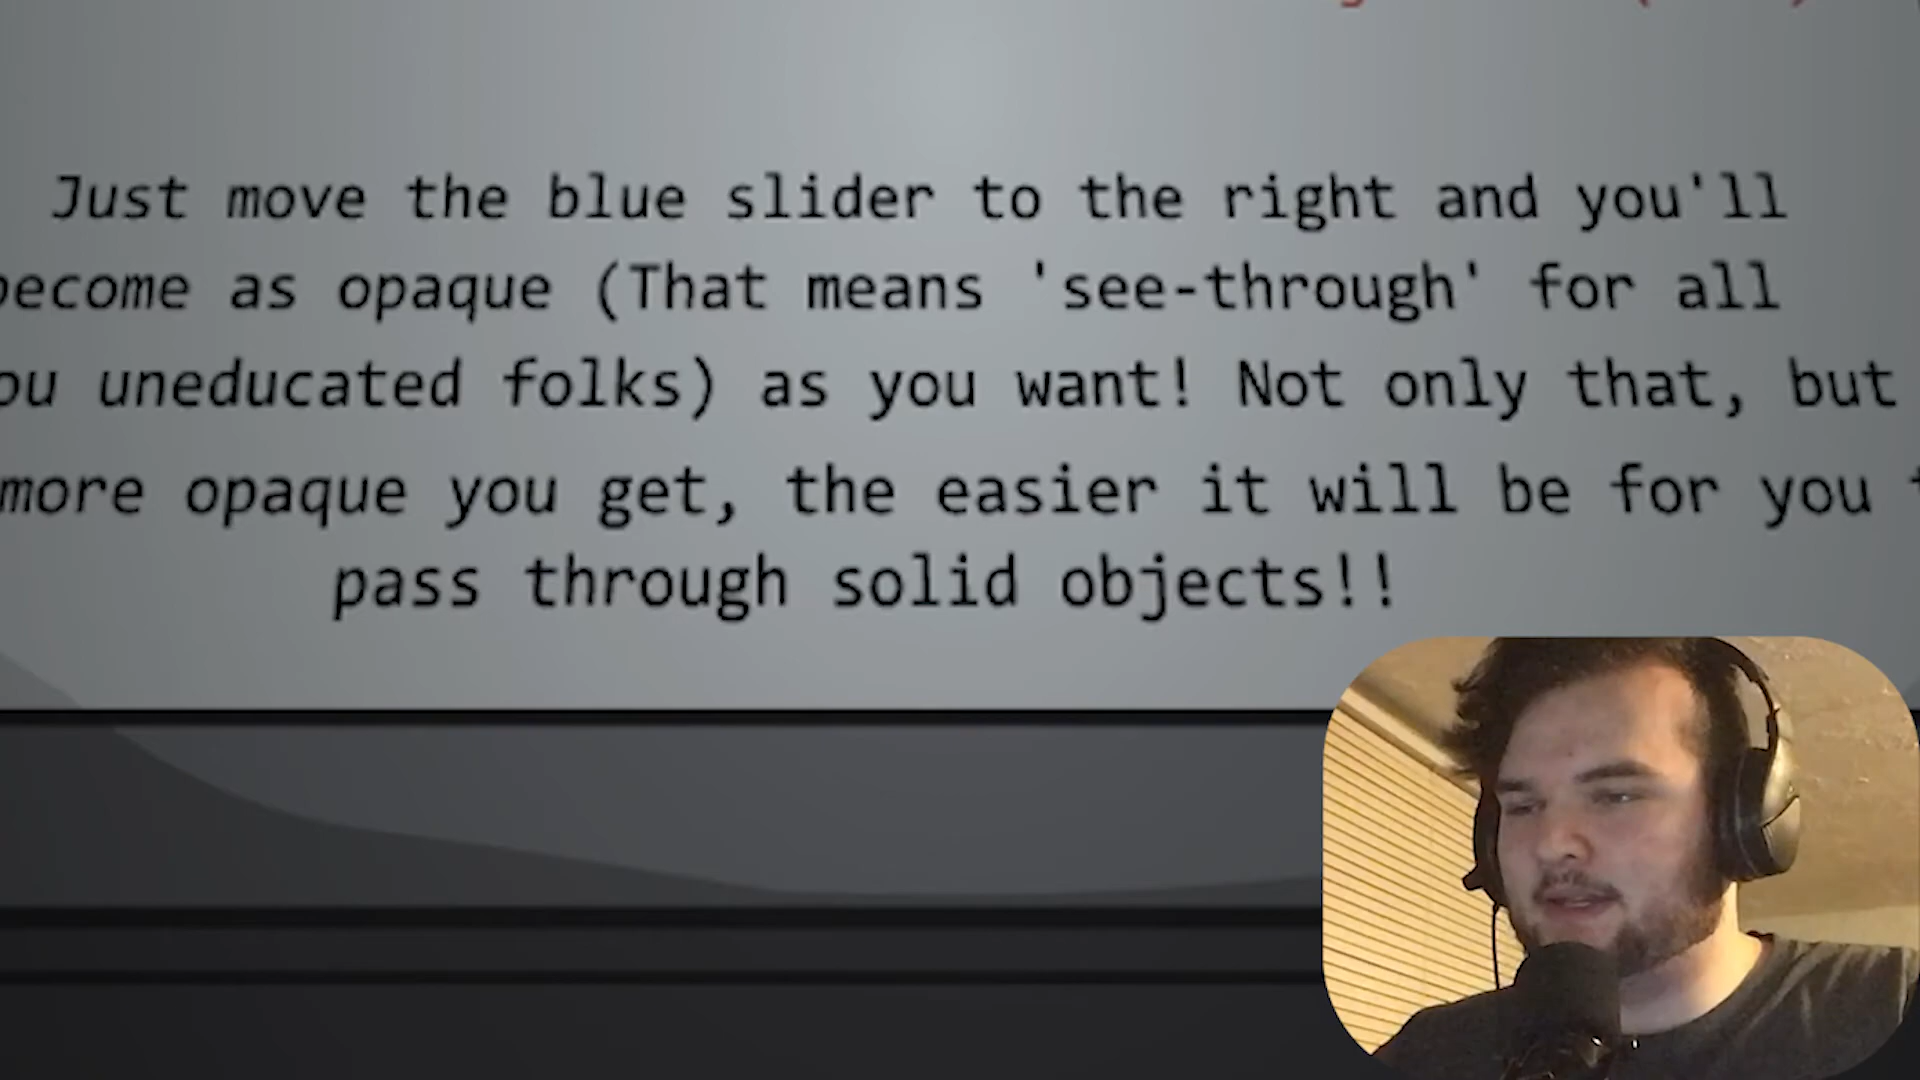 Just move the blue slider to the right and you'll
become as opaque (That means 'see-through' for all
ou uneducated folks) as you want! Not only that, but
more opaque you get, the easier it will be for you
pass through solid objects!!